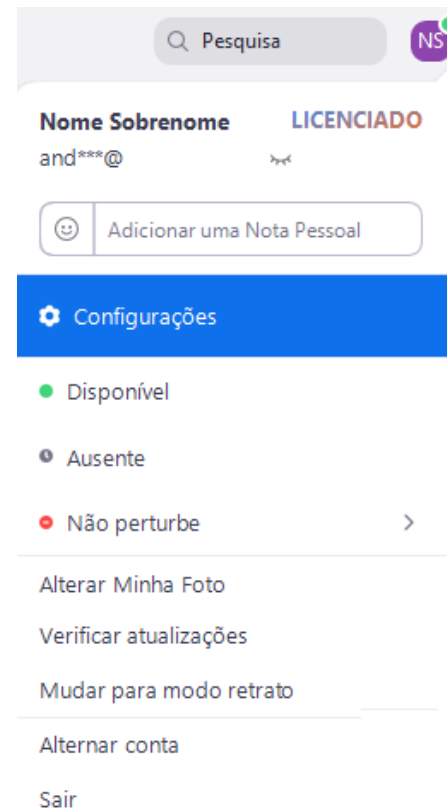 Pesquisa
NS
Nome Sobrenome LICENCIADO
and***@
Adicionar uma Nota Pessoal
Configurações
Disponível
Ausente
Não perturbe
Alterar Minha Foto
Verificar atualizações
Mudar para modo retrato
Alternar conta
Sair